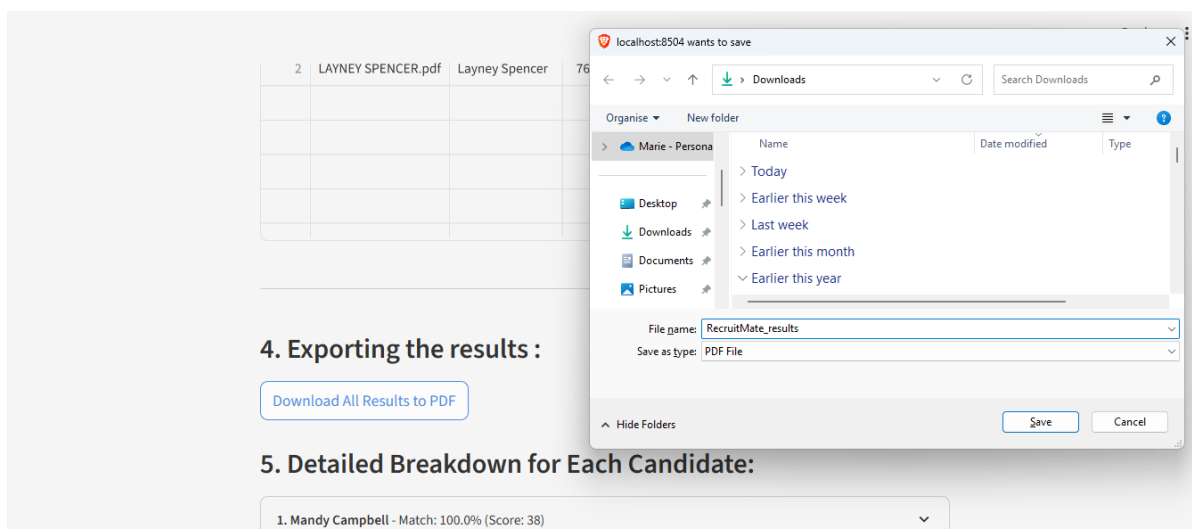 2 LAYNEY SPENCER.pdf Layney Spencer 76
4. Exporting the results :
Download All Results to PDF
5. Detailed Breakdown for Each Candidate:
1. Mandy Campbell - Match: 100.0% (Score: 38)
localhost:8504 wants to save
Downloads
Search Downloads
Organise
New folder
Marie - Persona
Desktop
Downloads
Documents
Pictures
Name Date modified Type
Today
Earlier this week
Last week
Earlier this month
Earlier this year
File name: RecruitMate_results
Save as type: PDF File
Hide Folders
Save
Cancel